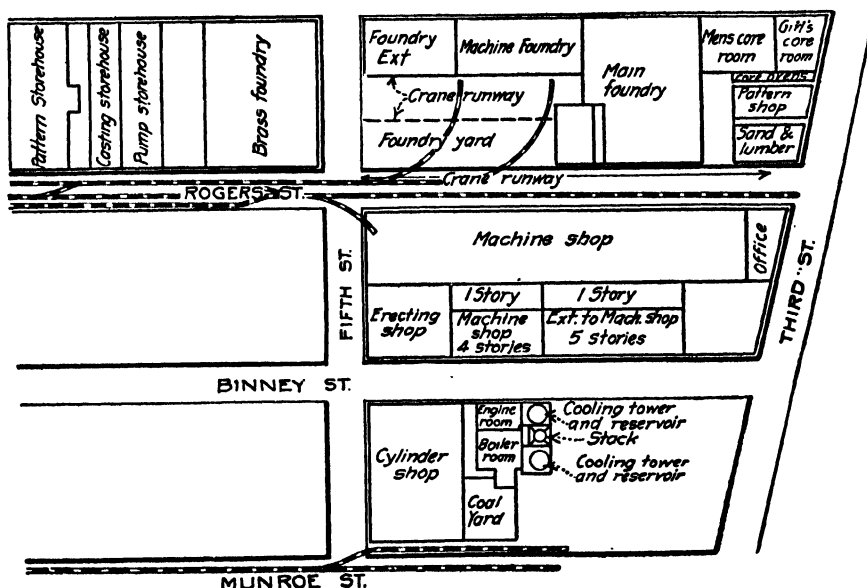 Pattern Storehouse
Casting storehouse
Pump storehouse
Brass foundry
Foundry
Ext
Machine Foundry
Main
foundry
Mens core
room
Girl's
core
room
Core ovens
Pattern
shop
Sand &
lumber
Crane runway
Foundry yard
Crane runway
ROGERS ST.
FIFTH ST.
Machine shop
Office
THIRD ST.
Erecting
shop
1 Story
Machine
shop
4 stories
1 Story
Ext. to Mach. shop
5 stories
BINNEY ST.
Cylinder
shop
Engine
room
Boiler
room
Coal
Yard
Cooling tower
and reservoir
Stack
Cooling tower
and reservoir
MUNROE ST.